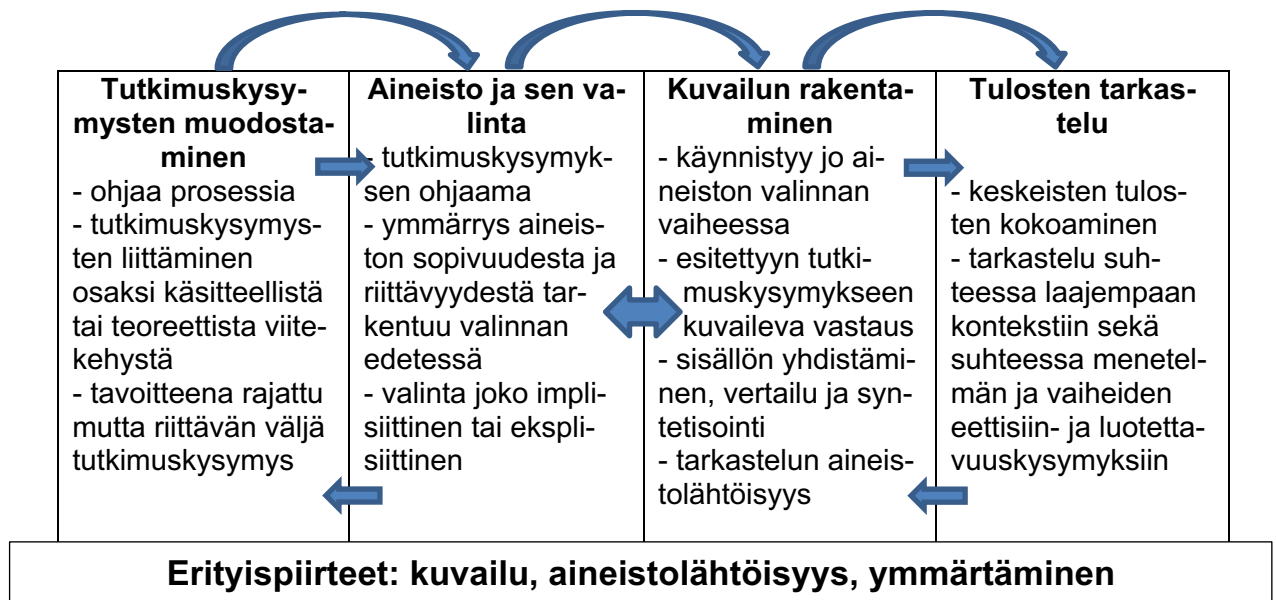 Tutkimuskysy-
mysten muodosta-
minen
- ohjaa prosessia
- tutkimuskysymys-
ten liittäminen
osaksi käsitteellistä
tai teoreettista viite-
kehystä
- tavoitteena rajattu
mutta riittävän väljä
tutkimuskysymys
Aineisto ja sen va-
linta
- tutkimuskysymyk-
sen ohjaama
- ymmärrys aineis-
ton sopivuudesta ja
riittävyydestä tar-
kentuu valinnan
edetessä
- valinta joko impli-
siittinen tai ekspli-
siittinen
Kuvailun rakenta-
minen
- käynnistyy jo ai-
neiston valinnan
vaiheessa
- esitettyyn tutki-
muskysymykseen
kuvaileva vastaus
- sisällön yhdistämi-
nen, vertailu ja syn-
tetisointi
- tarkastelun aineis-
tolähtöisyys
Tulosten tarkas-
telu
- keskeisten tulos-
ten kokoaminen
- tarkastelu suh-
teessa laajempaan
kontekstiin sekä
suhteessa menetel-
män ja vaiheiden
eettisiin- ja luotetta-
vuuskysymyksiin
Erityispiirteet: kuvailu, aineistolähtöisyys, ymmärtäminen